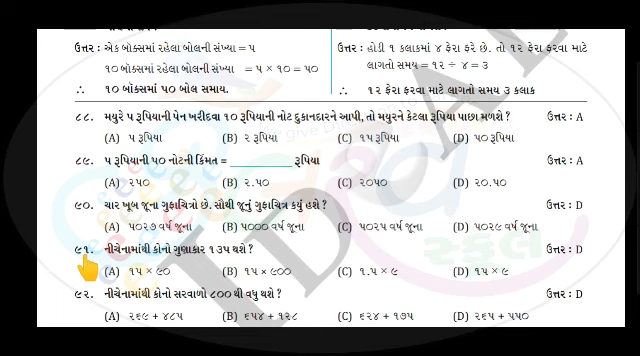 ઉત્તર : એક બોક્સમાં રહેલા બોલની સંખ્યા = ૫
૧૦ બૉક્સમાં રહેલા બોલની સંખ્યા = ૫ × ૧૦ = ૫૦
∴ ૧૦ બૉક્સમાં ૫૦ બોલ સમાય.
ઉત્તર : હોડી ૧ કલાકમાં ૪ ફેરા ફરે છે. તો ૧૨ ફેરા ફરવા માટે
લાગતો સમય = ૧૨ ÷ ૪ = ૩
∴ ૧૨ ફેરા ફરવા માટે લાગતો સમય ૩ કલાક
૮૮. મયુરે ૫ રૂપિયાની પેન ખરીદવા ૧૦ રૂપિયાની નોટ દુકાનદારને આપી, તો મયુરને કેટલા રૂપિયા પાછા મળશે ? ઉત્તર : A
(A) ૫ રૂપિયા (B) ૨ રૂપિયા (C) ૧૫ રૂપિયા (D) ૫૦ રૂપિયા
૮૯. ૫ રૂપિયાની ૫૦ નોટની કિંમત = ________ રૂપિયા ઉત્તર : A
(A) ૨૫૦ (B) ૨.૫૦ (C) ૨૦૫૦ (D) ૨૦.૫૦
૯૦. ચાર ખૂબ જૂના ગુફાચિત્રો છે. સૌથી જૂનું ગુફાચિત્ર કયું હશે ? ઉત્તર : D
(A) ૫૦૨૭ વર્ષ જૂના (B) ૫૦૦૦ વર્ષ જૂના (C) ૫૦૨૫ વર્ષ જૂના (D) ૫૦૨૯ વર્ષ જૂના
૯૧. નીચેનામાંથી કોનો ગુણાકાર ૧૩૫ થશે ? ઉત્તર : D
(A) ૧૫ × ૯૦ (B) ૧૫ × ૯૦૦ (C) ૧.૫ × ૯ (D) ૧૫ × ૯
૯૨. નીચેનામાંથી કોનો સરવાળો ૮૦૦ થી વધુ થશે ? ઉત્તર : D
(A) ૨૬૯ + ૪૮૫ (B) ૬૫૪ + ૧૨૮ (C) ૬૨૪ + ૧૭૫ (D) ૨૬૫ + ૫૫૦